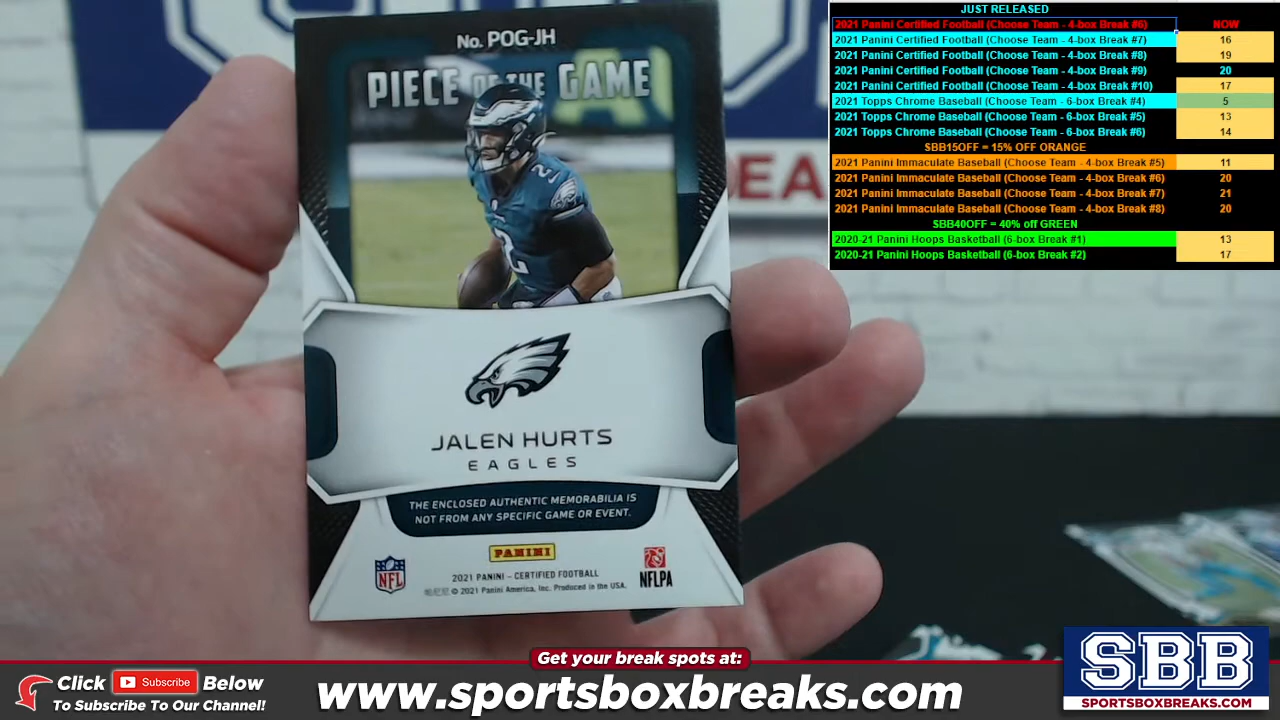 No. POG-JH
PIECE OF THE GAME
2
JALEN HURTS
EAGLES
THE ENCLOSED AUTHENTIC MEMORABILIA IS
NOT FROM ANY SPECIFIC GAME OR EVENT.
PANINI
NFL
NFLPA
2021 PANINI – CERTIFIED FOOTBALL
© 2021 Panini America, Inc. Produced in the USA.
JUST RELEASED
2021 Panini Certified Football (Choose Team - 4-box Break #6) NOW
2021 Panini Certified Football (Choose Team - 4-box Break #7) 16
2021 Panini Certified Football (Choose Team - 4-box Break #8) 19
2021 Panini Certified Football (Choose Team - 4-box Break #9) 20
2021 Panini Certified Football (Choose Team - 4-box Break #10) 17
2021 Topps Chrome Baseball (Choose Team - 6-box Break #4) 5
2021 Topps Chrome Baseball (Choose Team - 6-box Break #5) 13
2021 Topps Chrome Baseball (Choose Team - 6-box Break #6) 14
SBB15OFF = 15% OFF ORANGE
2021 Panini Immaculate Baseball (Choose Team - 4-box Break #5) 11
2021 Panini Immaculate Baseball (Choose Team - 4-box Break #6) 20
2021 Panini Immaculate Baseball (Choose Team - 4-box Break #7) 21
2021 Panini Immaculate Baseball (Choose Team - 4-box Break #8) 20
SBB40OFF = 40% off GREEN
2020-21 Panini Hoops Basketball (6-box Break #1) 13
2020-21 Panini Hoops Basketball (6-box Break #2) 17
Get your break spots at:
Click Subscribe Below
To Subscribe To Our Channel!
www.sportsboxbreaks.com
SBB
SPORTSBOXBREAKS.COM